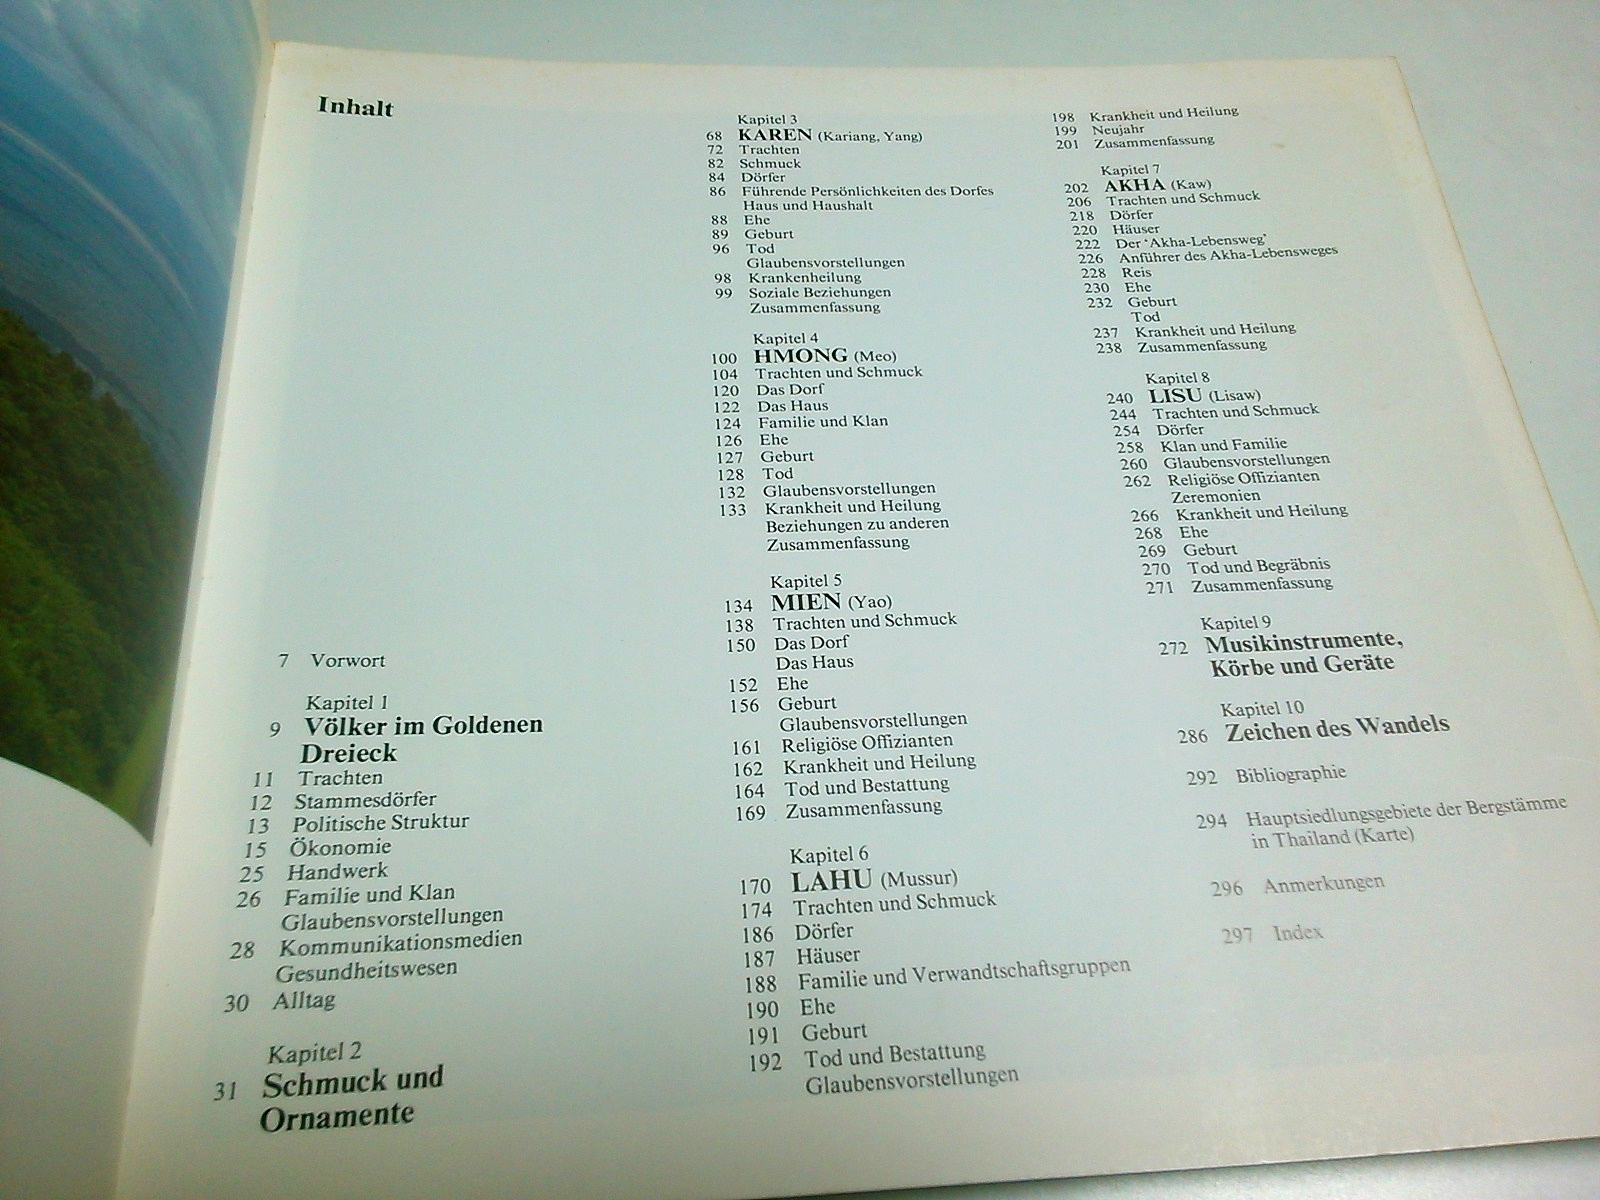 Inhalt
7 Vorwort
Kapitel 1
9 Völker im Goldenen
Dreieck
11 Trachten
12 Stammesdörfer
13 Politische Struktur
15 Ökonomie
25 Handwerk
26 Familie und Klan
Glaubensvorstellungen
28 Kommunikationsmedien
Gesundheitswesen
30 Alltag
Kapitel 2
31 Schmuck und
Ornamente
Kapitel 3
68 KAREN (Kariang, Yang)
72 Trachten
82 Schmuck
84 Dörfer
86 Führende Persönlichkeiten des Dorfes
Haus und Haushalt
88 Ehe
89 Geburt
96 Tod
Glaubensvorstellungen
98 Krankenheilung
99 Soziale Beziehungen
Zusammenfassung
Kapitel 4
100 HMONG (Meo)
104 Trachten und Schmuck
120 Das Dorf
122 Das Haus
124 Familie und Klan
126 Ehe
127 Geburt
128 Tod
132 Glaubensvorstellungen
133 Krankheit und Heilung
Beziehungen zu anderen
Zusammenfassung
Kapitel 5
134 MIEN (Yao)
138 Trachten und Schmuck
150 Das Dorf
Das Haus
152 Ehe
156 Geburt
Glaubensvorstellungen
161 Religiöse Offizianten
162 Krankheit und Heilung
164 Tod und Bestattung
169 Zusammenfassung
Kapitel 6
170 LAHU (Mussur)
174 Trachten und Schmuck
186 Dörfer
187 Häuser
188 Familie und Verwandtschaftsgruppen
190 Ehe
191 Geburt
192 Tod und Bestattung
Glaubensvorstellungen
198 Krankheit und Heilung
199 Neujahr
201 Zusammenfassung
Kapitel 7
202 AKHA (Kaw)
206 Trachten und Schmuck
218 Dörfer
220 Häuser
222 Der 'Akha-Lebensweg'
226 Anführer des Akha-Lebensweges
228 Reis
230 Ehe
232 Geburt
Tod
237 Krankheit und Heilung
238 Zusammenfassung
Kapitel 8
240 LISU (Lisaw)
244 Trachten und Schmuck
254 Dörfer
258 Klan und Familie
260 Glaubensvorstellungen
262 Religiöse Offizianten
Zeremonien
266 Krankheit und Heilung
268 Ehe
269 Geburt
270 Tod und Begräbnis
271 Zusammenfassung
Kapitel 9
272 Musikinstrumente,
Körbe und Geräte
Kapitel 10
286 Zeichen des Wandels
292 Bibliographie
294 Hauptsiedlungsgebiete der Bergstämme
in Thailand (Karte)
296 Anmerkungen
297 Index